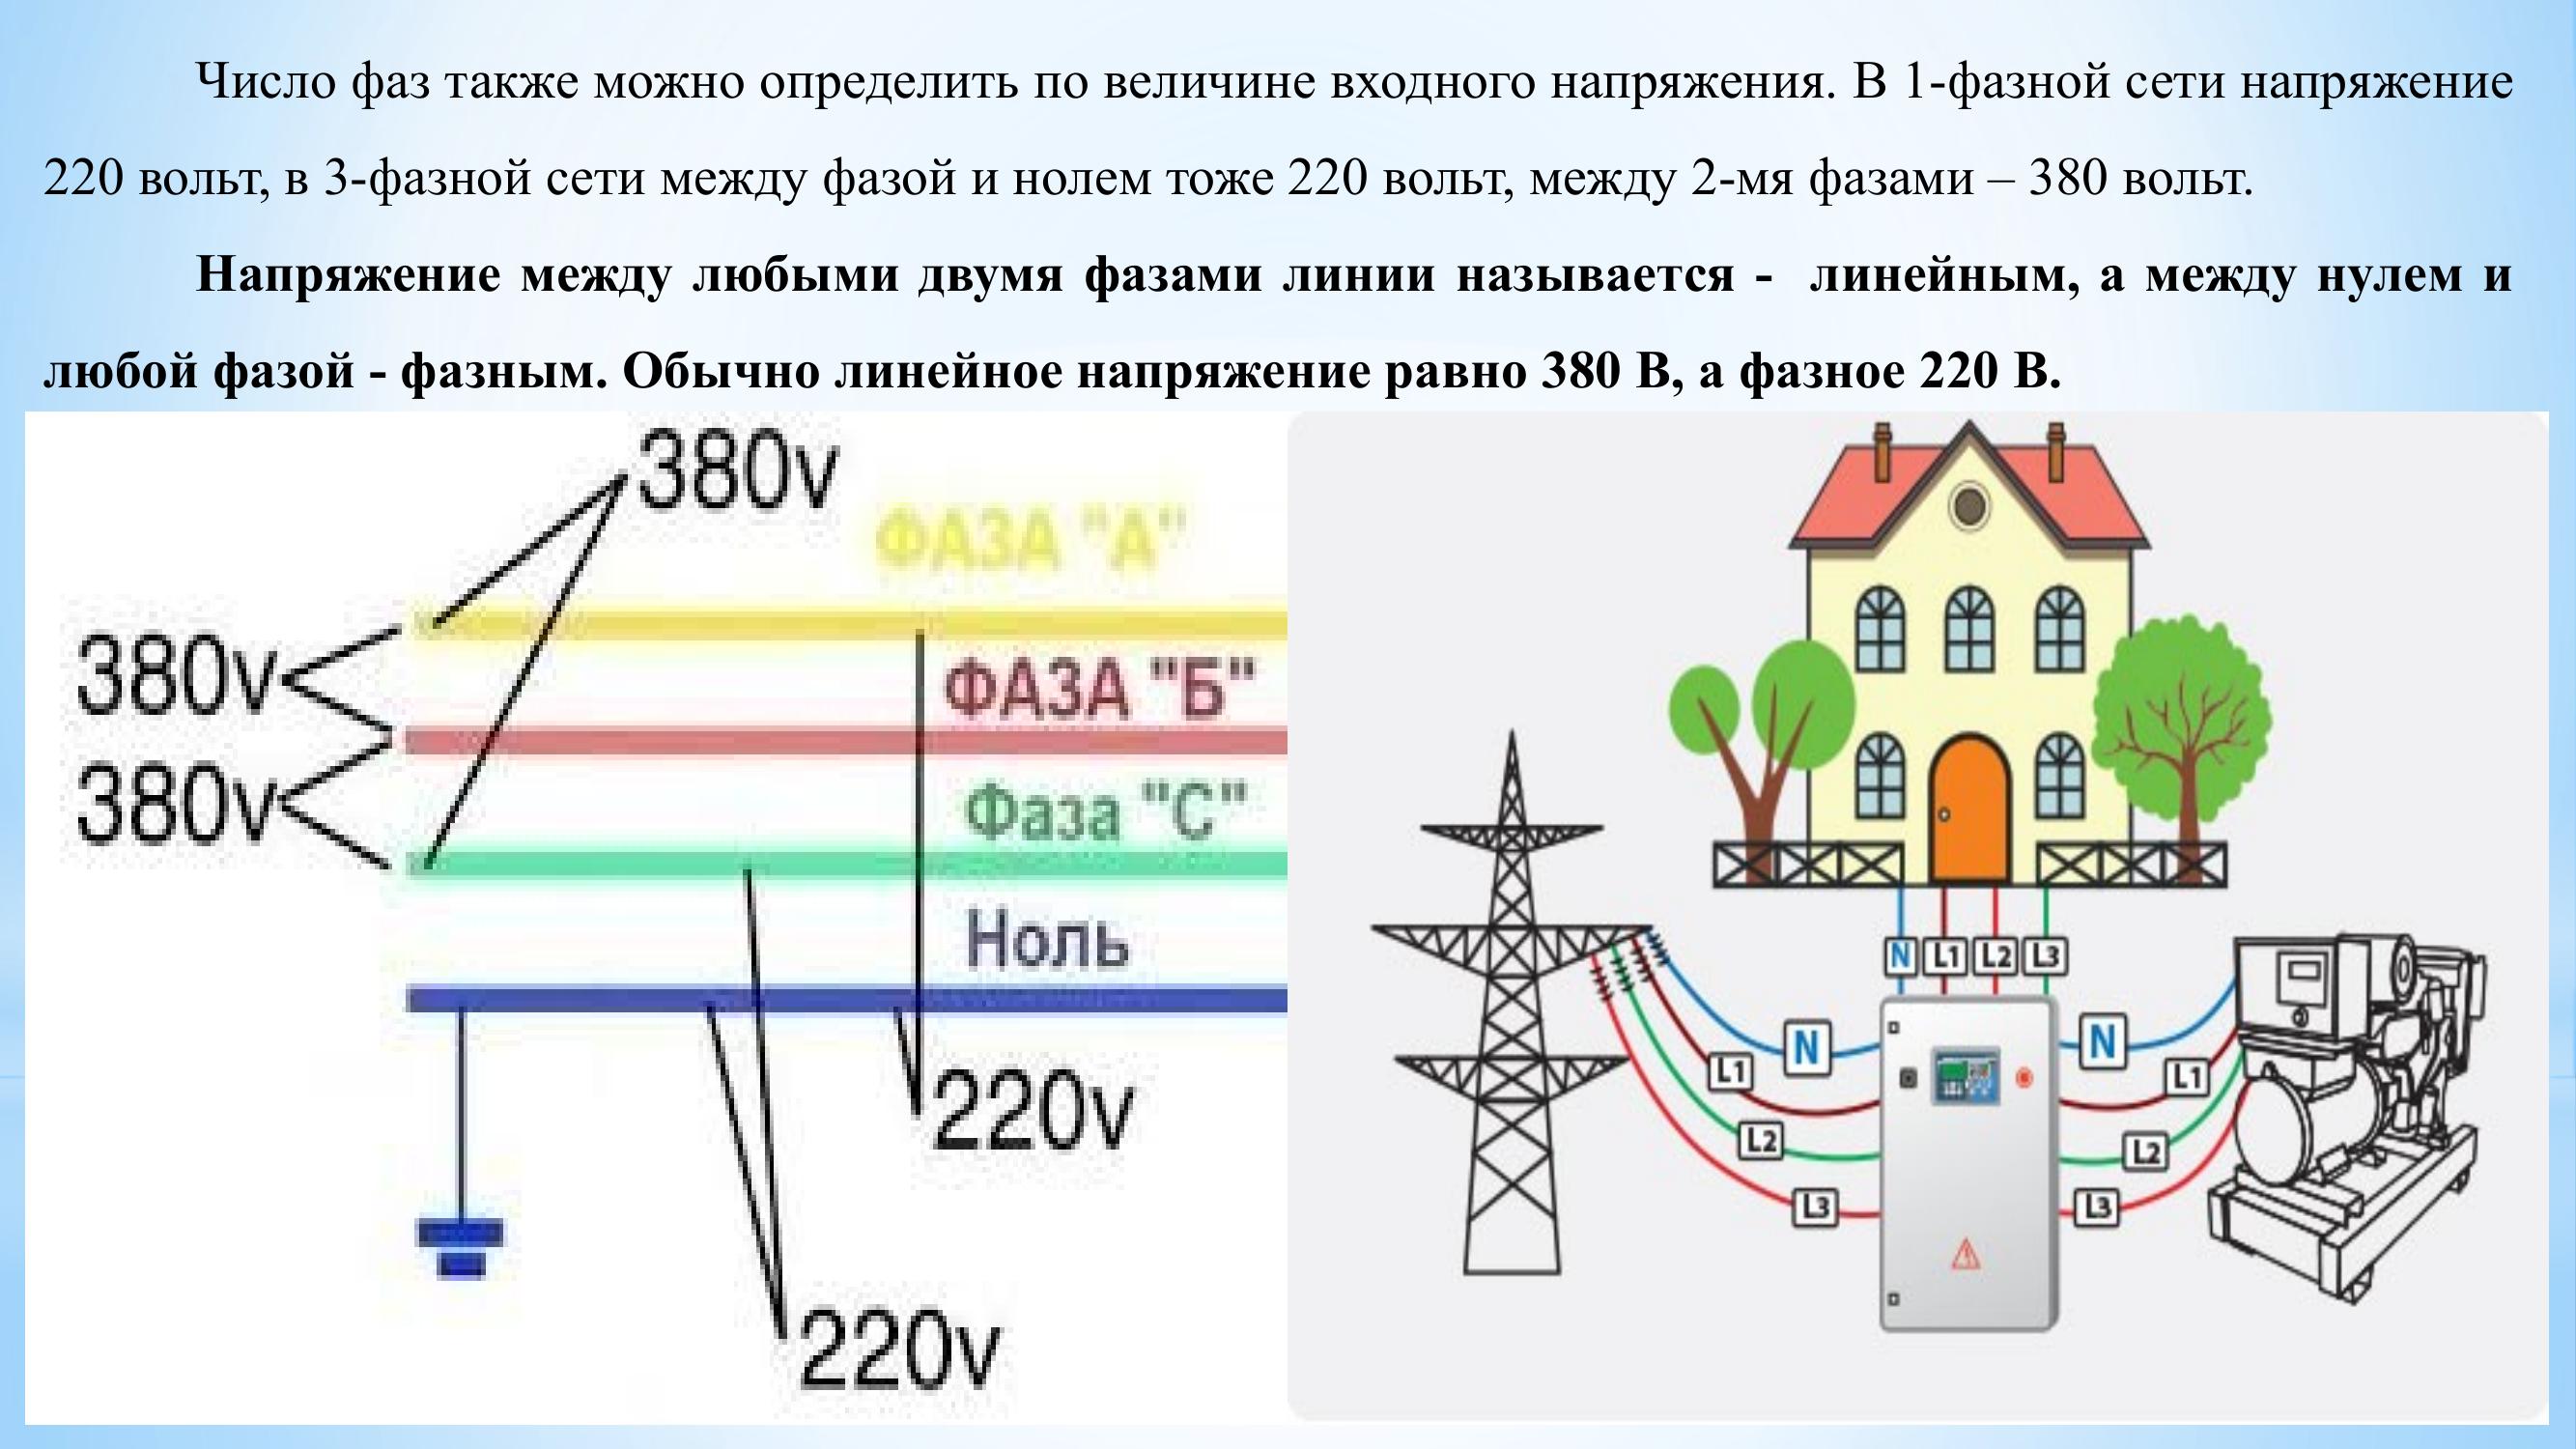 Число фаз также можно определить по величине входного напряжения. В 1-фазной сети напряжение
220 вольт, в 3-фазной сети между фазой и нолем тоже 220 вольт, между 2-мя фазами – 380 вольт.
Напряжение между любыми двумя фазами линии называется - линейным, а между нулем и
любой фазой - фазным. Обычно линейное напряжение равно 380 В, а фазное 220 В.
380v
ФАЗА "А"
380v
ФАЗА "Б"
380v
Фаза "С"
Ноль
220v
220v
N L1 L2 L3
N
L1
L2
L3
N
L1
L2
L3